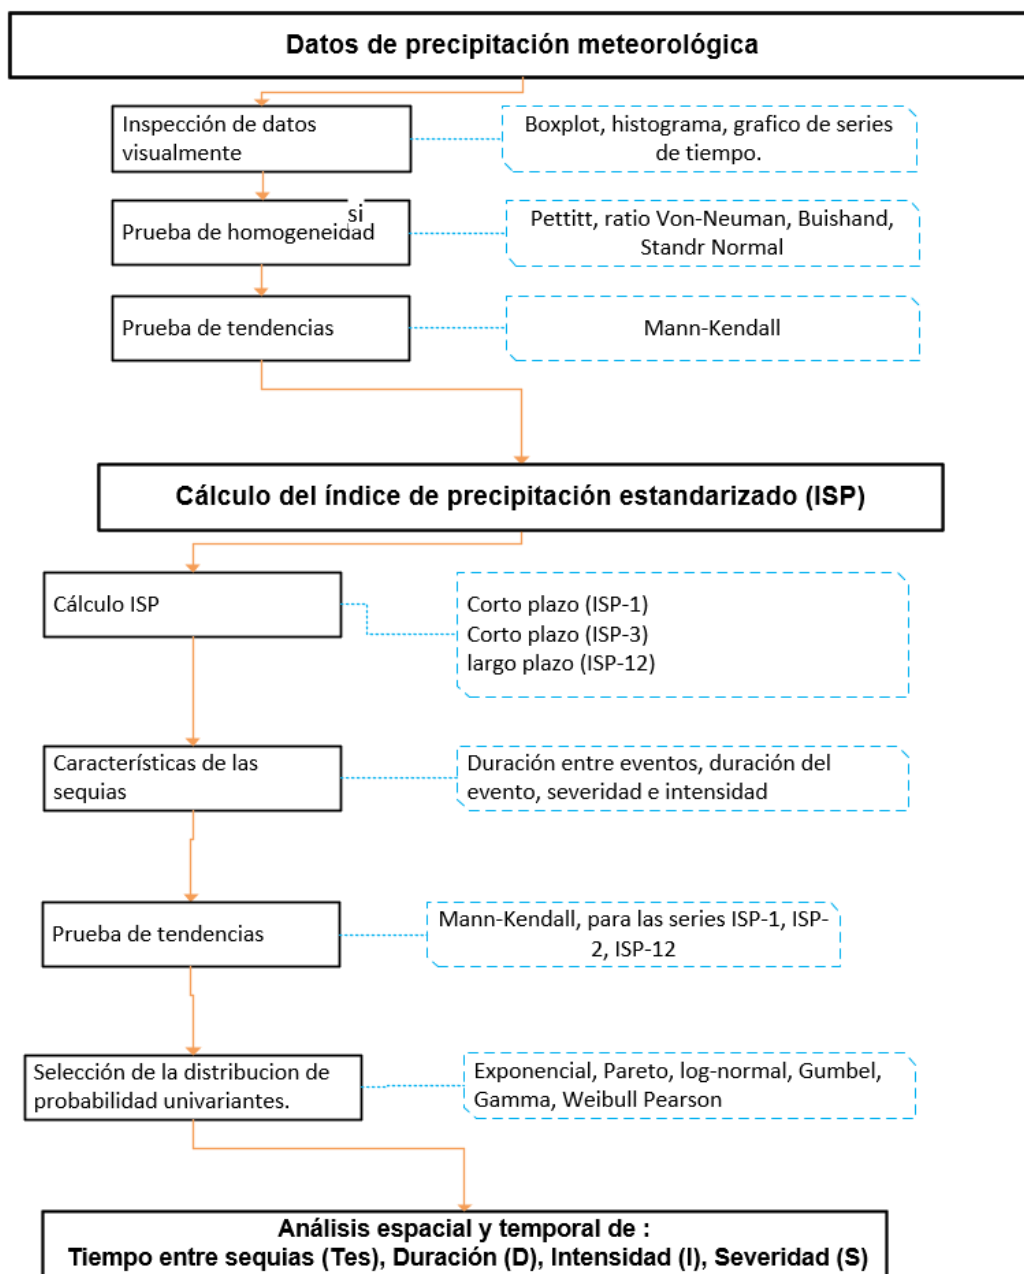 Datos de precipitación meteorológica
Inspección de datos
visualmente
Boxplot, histograma, grafico de series
de tiempo.
si
Prueba de homogeneidad
Pettitt, ratio Von-Neuman, Buishand,
Standr Normal
Prueba de tendencias
Mann-Kendall
Cálculo del índice de precipitación estandarizado (ISP)
Cálculo ISP
Corto plazo (ISP-1)
Corto plazo (ISP-3)
largo plazo (ISP-12)
Característícas de las
sequias
Duración entre eventos, duración del
evento, severidad e intensidad
Prueba de tendencias
Mann-Kendall, para las series ISP-1, ISP-
2, ISP-12
Selección de la distribucion de
probabilidad univariantes.
Exponencial, Pareto, log-normal, Gumbel,
Gamma, Weibull Pearson
Análisis espacial y temporal de :
Tiempo entre sequias (Tes), Duración (D), Intensidad (I), Severidad (S)